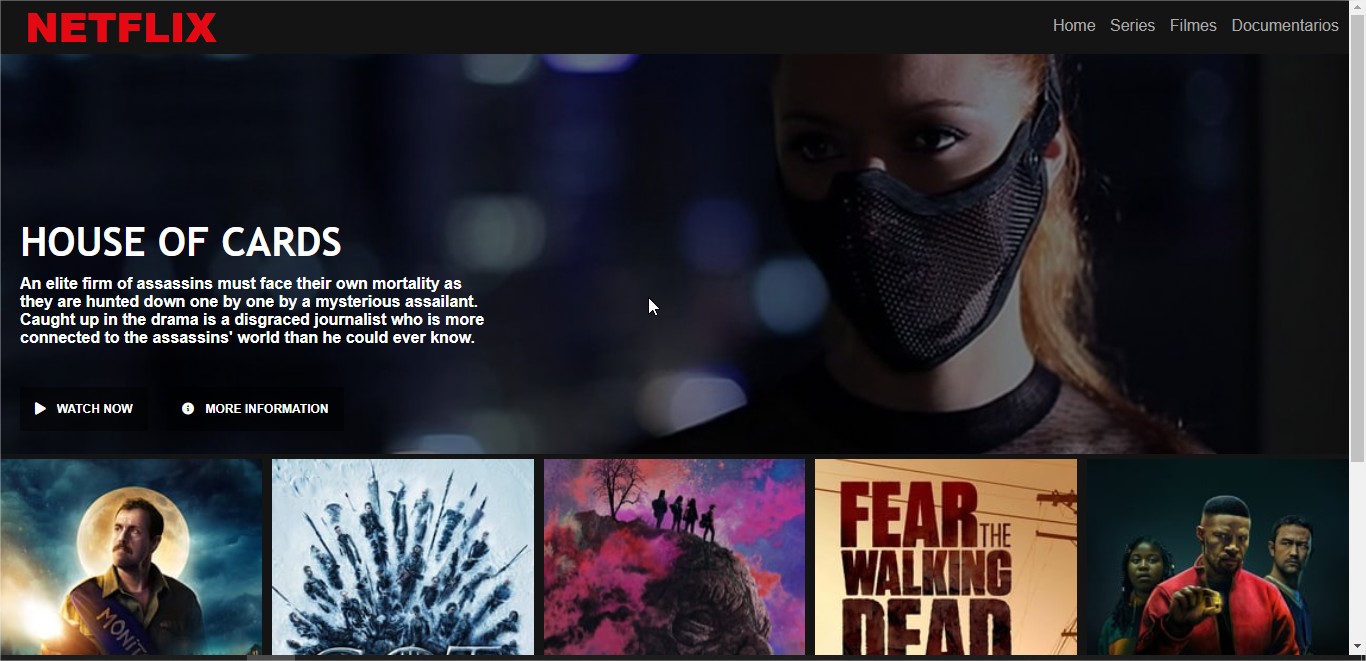 NETFLIX
Home Series Filmes Documentarios
HOUSE OF CARDS
An elite firm of assassins must face their own mortality as
they are hunted down one by one by a mysterious assailant.
Caught up in the drama is a disgraced journalist who is more
connected to the assassins' world than he could ever know.
WATCH NOW
MORE INFORMATION
MONIT
FEAR
THE
WALKING
DEAD